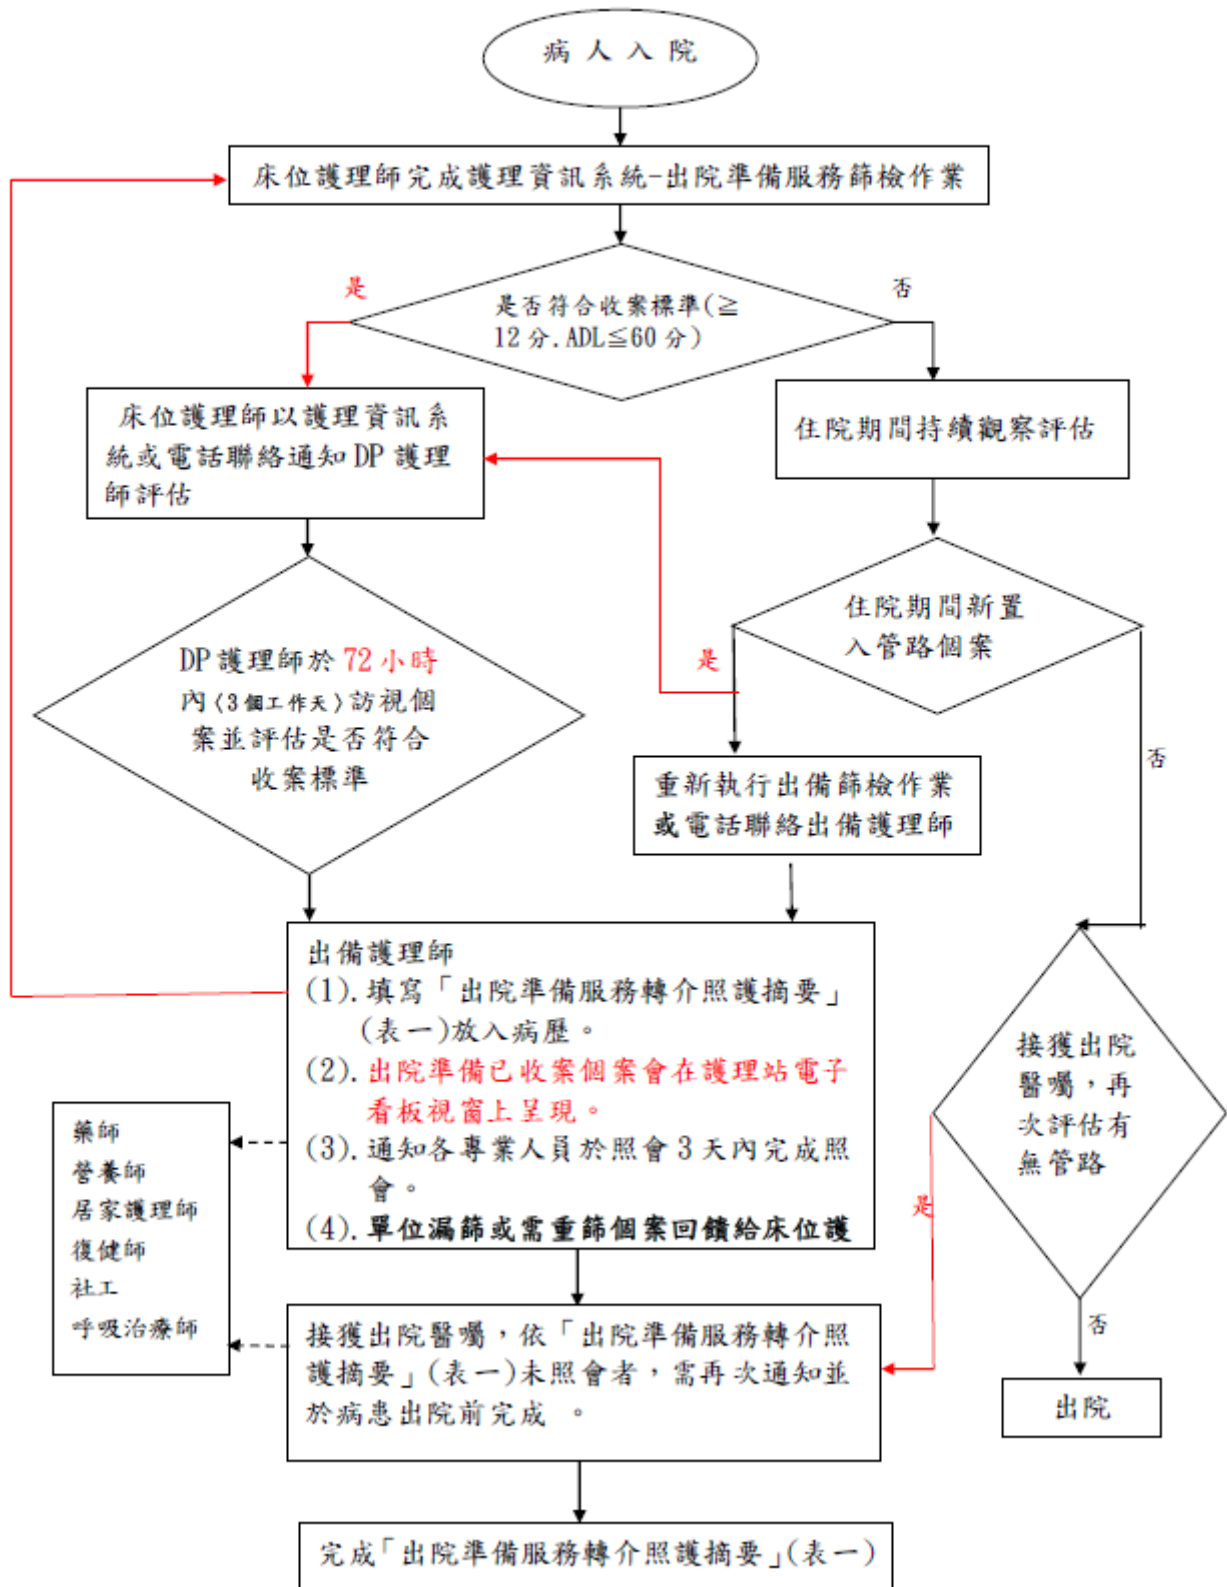 病人入院
床位護理師完成護理資訊系統-出院準備服務篩檢作業
是
否
是否符合收案標準(≧
12分.ADL≦60分)
床位護理師以護理資訊系
統或電話聯絡通知DP護理
師評估
住院期間持續觀察評估
住院期間新置
入管路個案
是
否
DP護理師於72小時
內(3個工作天)訪視個
案並評估是否符合
收案標準
重新執行出備篩檢作業
或電話聯絡出備護理師
出備護理師
(1).填寫「出院準備服務轉介照護摘要」
(表一)放入病歷。
(2).出院準備已收案個案會在護理站電子
看板視窗上呈現。
(3).通知各專業人員於照會3天內完成照
會。
(4).單位漏篩或需重篩個案回饋給床位護
接獲出院
醫囑，再
次評估有
無管路
是
否
藥師
營養師
居家護理師
復健師
社工
呼吸治療師
接獲出院醫囑，依「出院準備服務轉介照
護摘要」(表一)未照會者，需再次通知並
於病患出院前完成 。
出院
完成「出院準備服務轉介照護摘要」(表一)